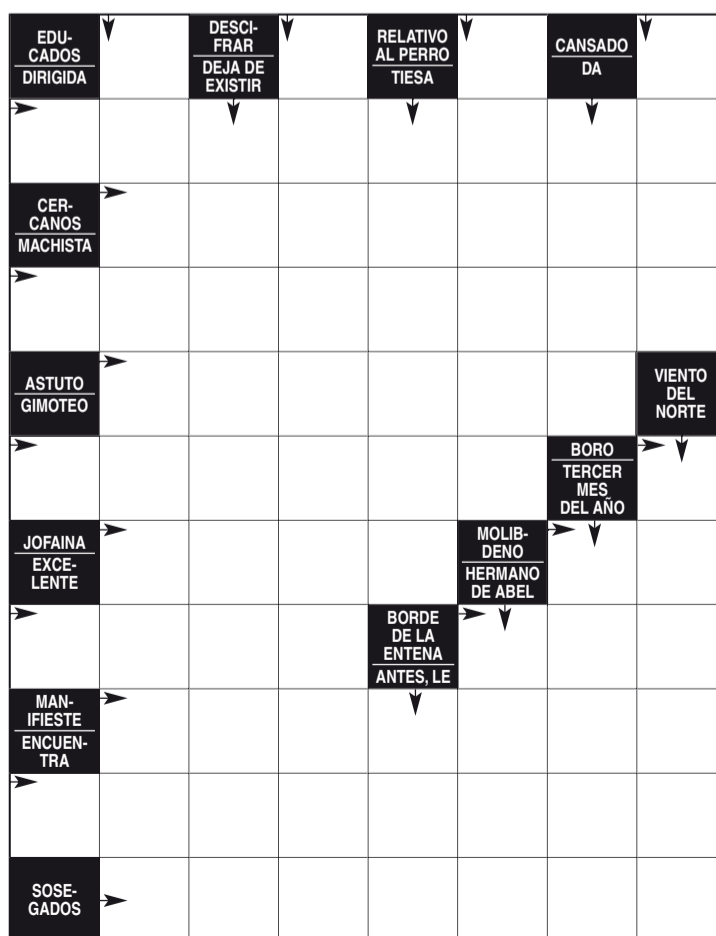 EDU-
CADOS
DIRIGIDA
DESCI-
FRAR
DEJA DE
EXISTIR
RELATIVO
AL PERRO
TIESA
CANSADO
DA
CER-
CANOS
MACHISTA
ASTUTO
GIMOTEO
VIENTO
DEL
NORTE
BORO
TERCER
MES
DEL AÑO
JOFAINA
EXCE-
LENTE
MOLIB-
DENO
HERMANO
DE ABEL
BORDE
DE LA
ENTENA
ANTES, LE
MAN-
IFIESTE
ENCUEN-
TRA
SOSE-
GADOS